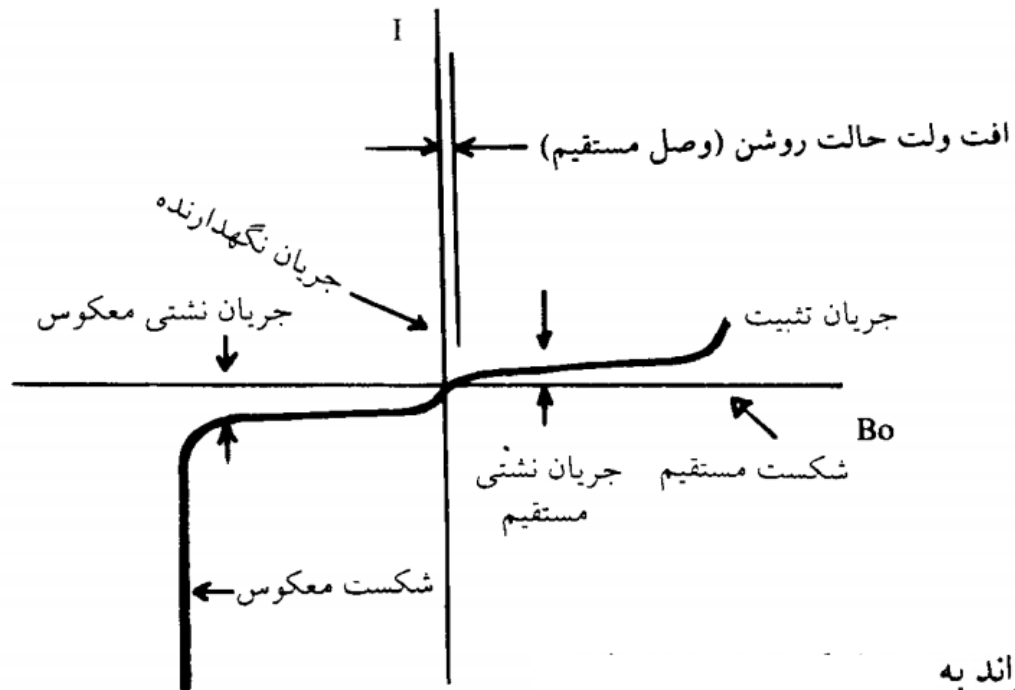 I
افت ولت حالت روشن (وصل مستقیم)
جریان نگهدارنده
جریان نشتی معکوس
جریان تثبیت
Bo
شکست مستقیم
جریان نشتی
مستقیم
شکست معکوس
اند به